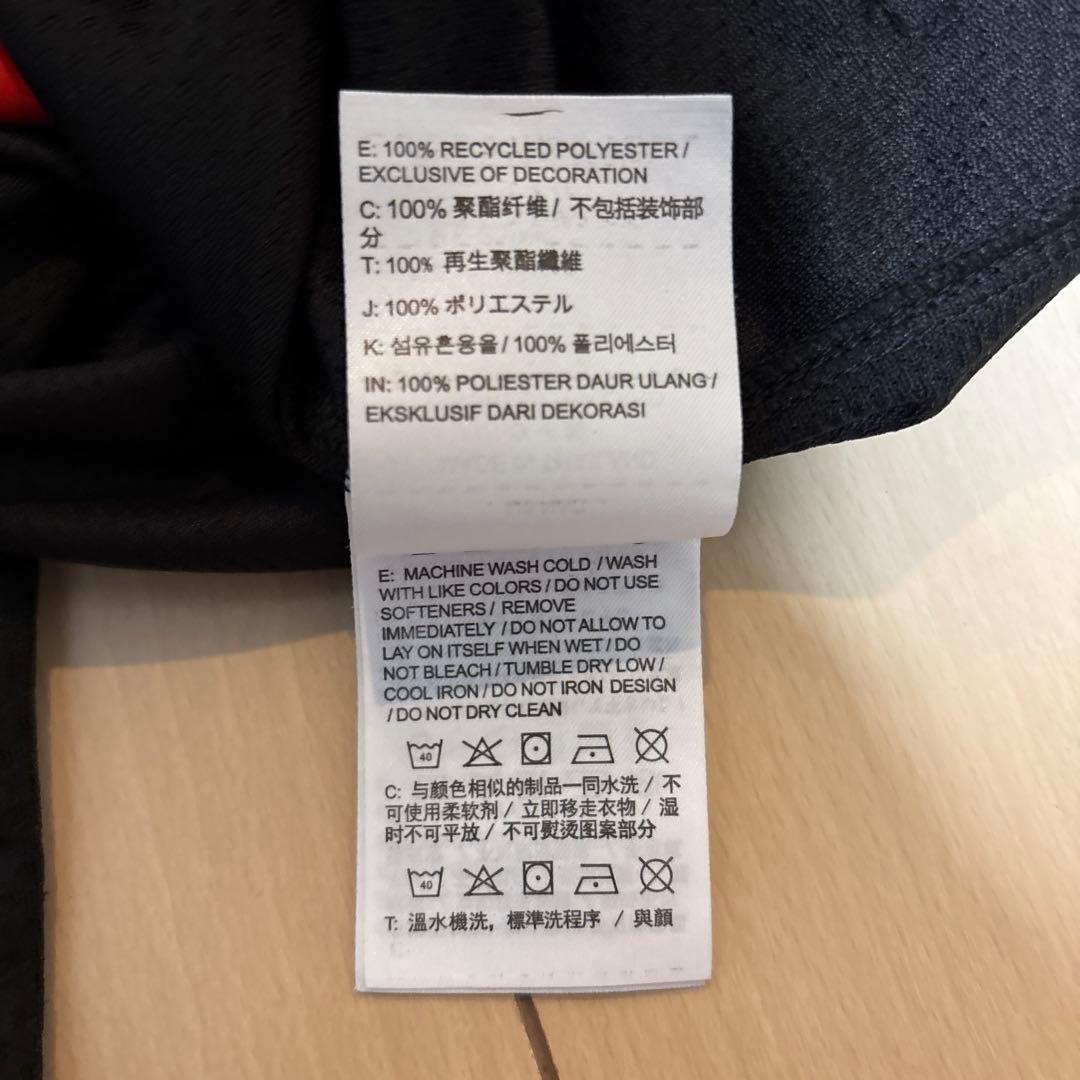 E: 100% RECYCLED POLYESTER /
EXCLUSIVE OF DECORATION
C: 100% 聚酯纤维 / 不包括装饰部
分
T: 100% 再生聚酯纖維
J: 100% ポリエステル
K: 섬유혼용율 / 100% 폴리에스터
IN: 100% POLIESTER DAUR ULANG /
EKSKLUSIF DARI DEKORASI
E: MACHINE WASH COLD / WASH
WITH LIKE COLORS / DO NOT USE
SOFTENERS / REMOVE
IMMEDIATELY / DO NOT ALLOW TO
LAY ON ITSELF WHEN WET / DO
NOT BLEACH / TUMBLE DRY LOW /
COOL IRON / DO NOT IRON DESIGN
/ DO NOT DRY CLEAN
40
C: 与颜色相似的制品一同水洗 / 不
可使用柔软剂 / 立即移走衣物 / 湿
时不可平放 / 不可熨烫图案部分
40
T: 溫水機洗，標準洗程序 / 與顏